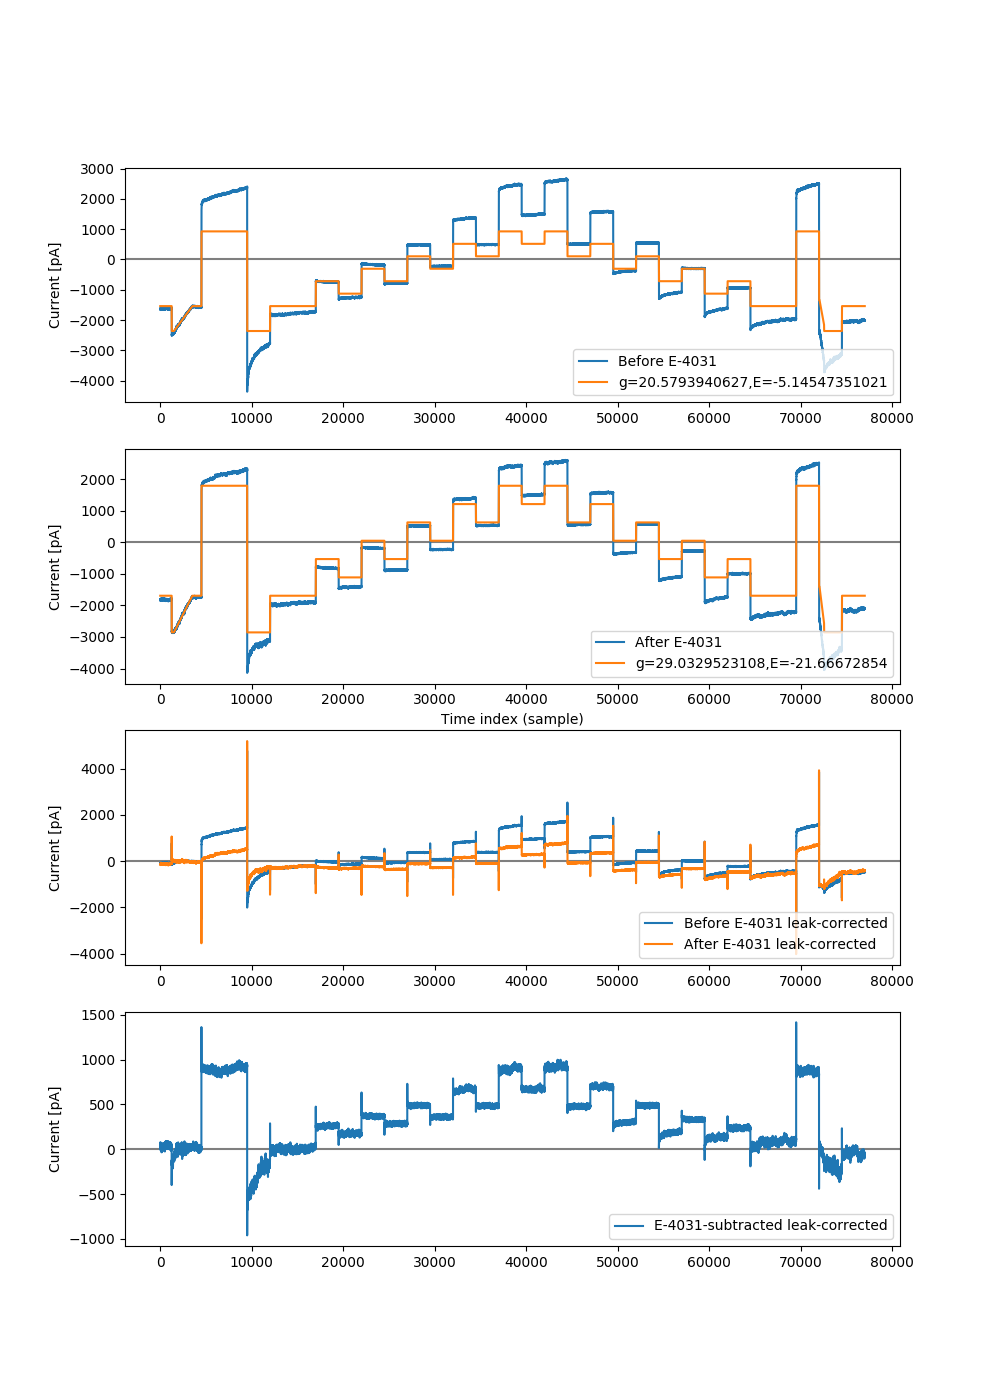 3000
2000
1000
0
−1000
−2000
−3000
−4000
Current [pA]
Before E-4031
g=20.5793940627,E=-5.14547351021
0 10000 20000 30000 40000 50000 60000 70000 80000
2000
1000
0
−1000
−2000
−3000
−4000
Current [pA]
After E-4031
g=29.0329523108,E=-21.66672854
0 10000 20000 30000 40000 50000 60000 70000 80000
Time index (sample)
4000
2000
0
−2000
−4000
Current [pA]
Before E-4031 leak-corrected
After E-4031 leak-corrected
0 10000 20000 30000 40000 50000 60000 70000 80000
1500
1000
500
0
−500
−1000
Current [pA]
E-4031-subtracted leak-corrected
0 10000 20000 30000 40000 50000 60000 70000 80000